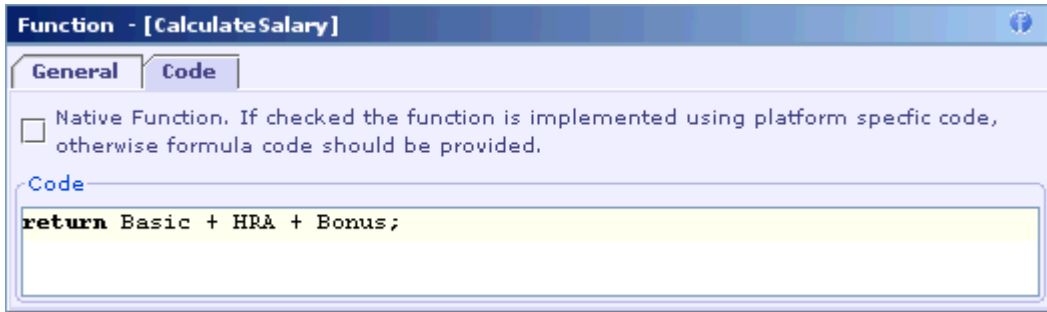 Function - [CalculateSalary]
General Code
Native Function. If checked the function is implemented using platform specfic code,
otherwise formula code should be provided.
Code
return Basic + HRA + Bonus;